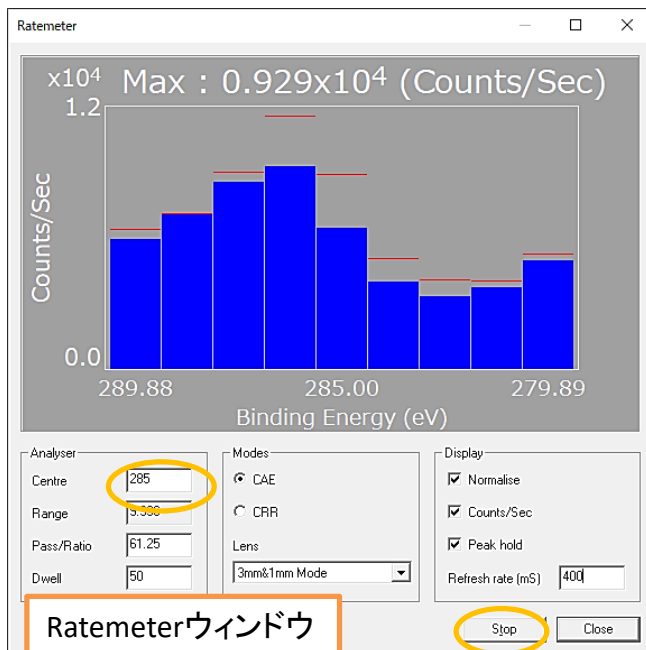 Ratemeter
x10⁴ Max : 0.929x10⁴ (Counts/Sec)
1.2
Counts/Sec
0.0
289.88 285.00 279.89
Binding Energy (eV)
Analyser
Centre 285
Range
Pass/Ratio 61.25
Dwell 50
Modes
CAE
CRR
Lens
3mm&1mm Mode
Display
Normalise
Counts/Sec
Peak hold
Refresh rate (mS) 400
Ratemeterウィンドウ
Stop Close